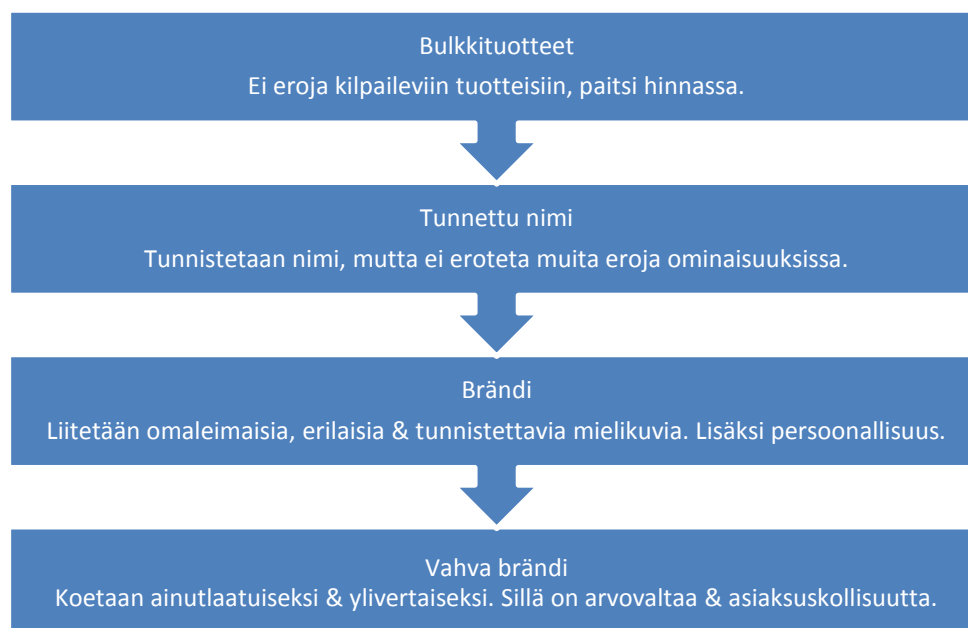 Bulkkituotteet
Ei eroja kilpaileviin tuotteisiin, paitsi hinnassa.
Tunnettu nimi
Tunnistetaan nimi, mutta ei eroteta muita eroja ominaisuuksissa.
Brändi
Liitetään omaleimaisia, erilaisia & tunnistettavia mielikuvia. Lisäksi persoonallisuus.
Vahva brändi
Koetaan ainutlaatuiseksi & ylivertaiseksi. Sillä on arvovaltaa & asiaksuskollisuutta.